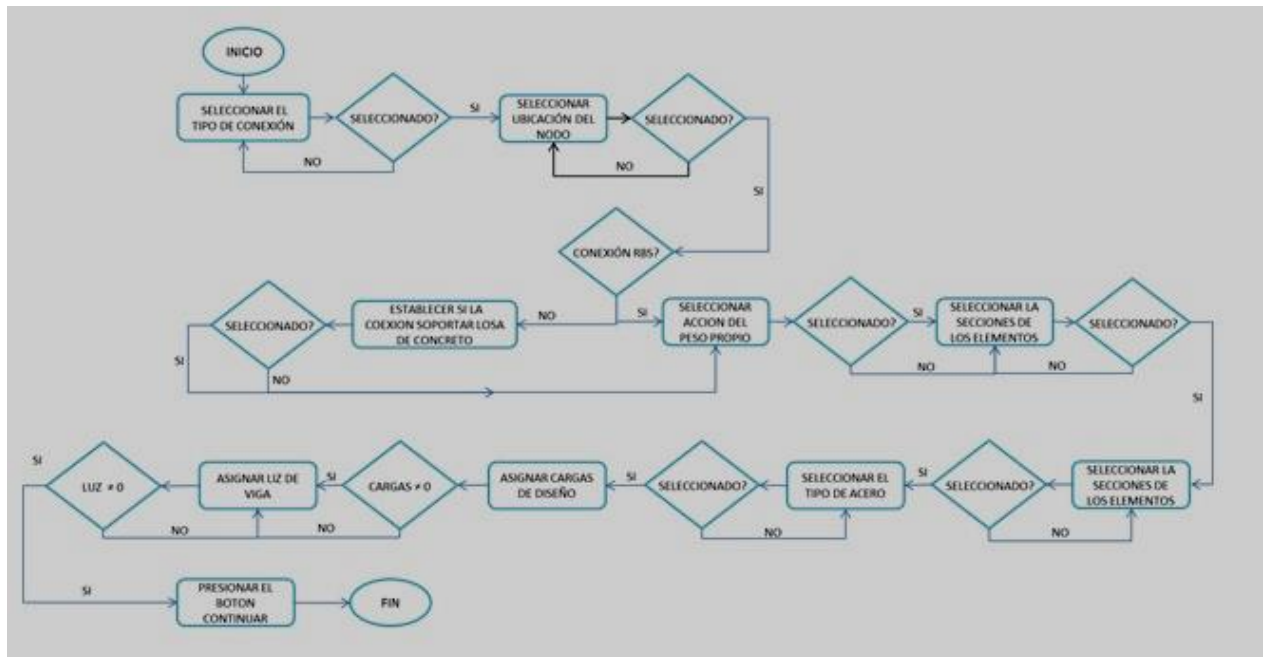 INICIO
SELECCIONAR EL
TIPO DE CONEXIÓN
SELECCIONADO?
SI
NO
SELECCIONAR
UBICACIÓN DEL
NODO
SELECCIONADO?
NO
SI
CONEXIÓN RBS?
NO
SI
ESTABLECER SI LA
COEXION SOPORTAR LOSA
DE CONCRETO
SELECCIONADO?
SI
NO
SELECCIONAR
ACCION DEL
PESO PROPIO
SELECCIONADO?
SI
NO
SELECCIONAR LA
SECCIONES DE
LOS ELEMENTOS
SELECCIONADO?
NO
SI
SELECCIONAR LA
SECCIONES DE
LOS ELEMENTOS
SELECCIONADO?
NO
SI
SELECCIONAR EL
TIPO DE ACERO
SELECCIONADO?
NO
SI
ASIGNAR CARGAS
DE DISEÑO
CARGAS ≠ 0
SI
NO
ASIGNAR LIZ DE
VIGA
LUZ ≠ 0
NO
SI
SI
PRESIONAR EL
BOTON
CONTINUAR
FIN